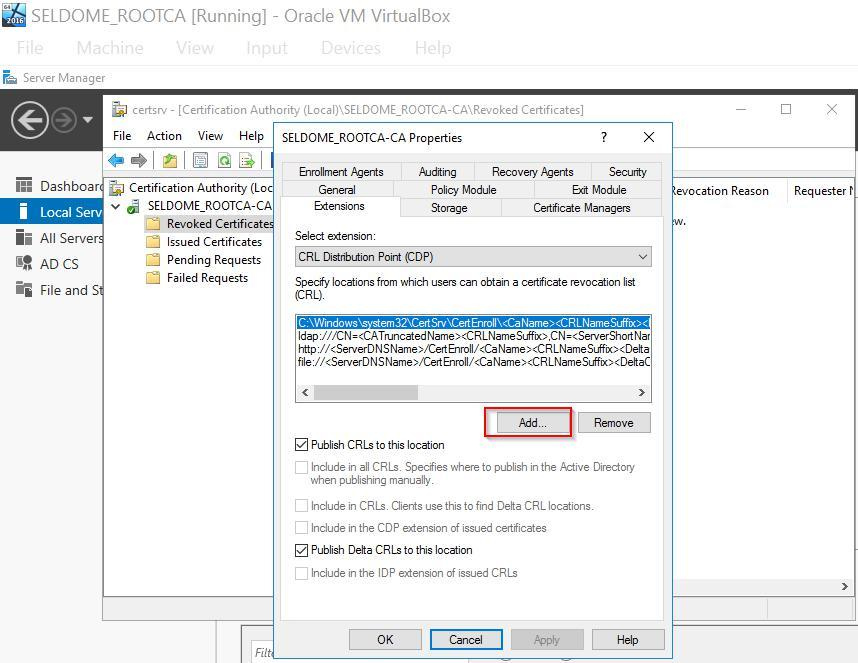 64
2016
SELDOME_ROOTCA [Running] - Oracle VM VirtualBox
File Machine View Input Devices Help
Server Manager
certsrv - [Certification Authority (Local)\SELDOME_ROOTCA-CA\Revoked Certificates]
File Action View Help
SELDOME_ROOTCA-CA Properties
?
Enrollment Agents Auditing Recovery Agents Security
General Policy Module Exit Module
Extensions Storage Certificate Managers
Dashboard
Local Serv
All Servers
AD CS
File and St
Certification Authority (Loc
SELDOME_ROOTCA-CA
Revoked Certificates
Issued Certificates
Pending Requests
Failed Requests
Revocation Reason Requester N
ew.
Select extension:
CRL Distribution Point (CDP)
Specify locations from which users can obtain a certificate revocation list
(CRL).
C:\Windows\system32\CertSrv\CertEnroll\<CaName><CRLNameSuffix><
ldap:///CN=<CATruncatedName><CRLNameSuffix>,CN=<ServerShortNar
http://<ServerDNSName>/CertEnroll/<CaName><CRLNameSuffix><Delta
file://<ServerDNSName>/CertEnroll/<CaName><CRLNameSuffix><DeltaC
Add... Remove
Publish CRLs to this location
Include in all CRLs. Specifies where to publish in the Active Directory
when publishing manually.
Include in CRLs. Clients use this to find Delta CRL locations.
Include in the CDP extension of issued certificates
Publish Delta CRLs to this location
Include in the IDP extension of issued CRLs
OK Cancel Apply Help
Filte